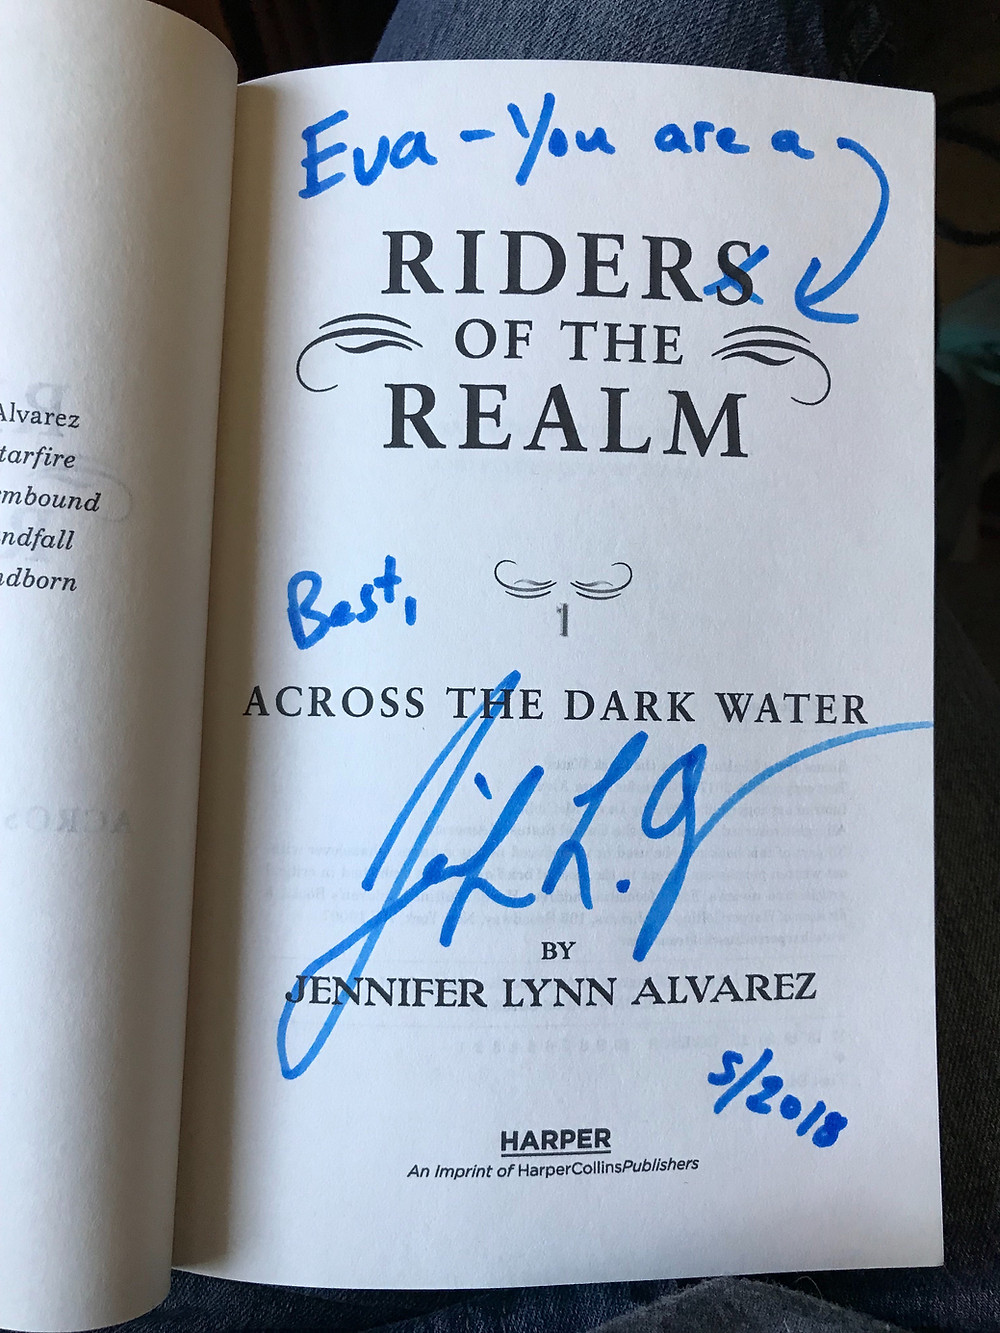 Alvarez
tarfire
mbound
ndfall
dborn
Eva - You are a
RIDERS
OF THE
REALM
Best,
1
ACROSS THE DARK WATER
BY
JENNIFER LYNN ALVAREZ
5/2018
HARPER
An Imprint of HarperCollinsPublishers